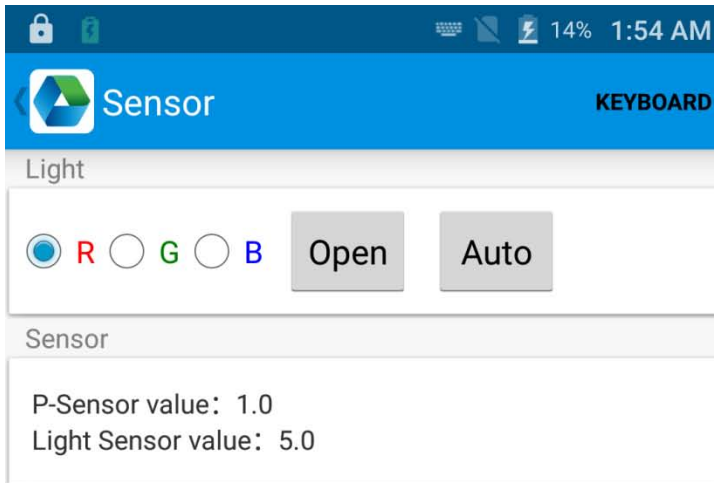 14% 1:54 AM
Sensor KEYBOARD
Light
R G B Open Auto
Sensor
P-Sensor value：1.0
Light Sensor value：5.0